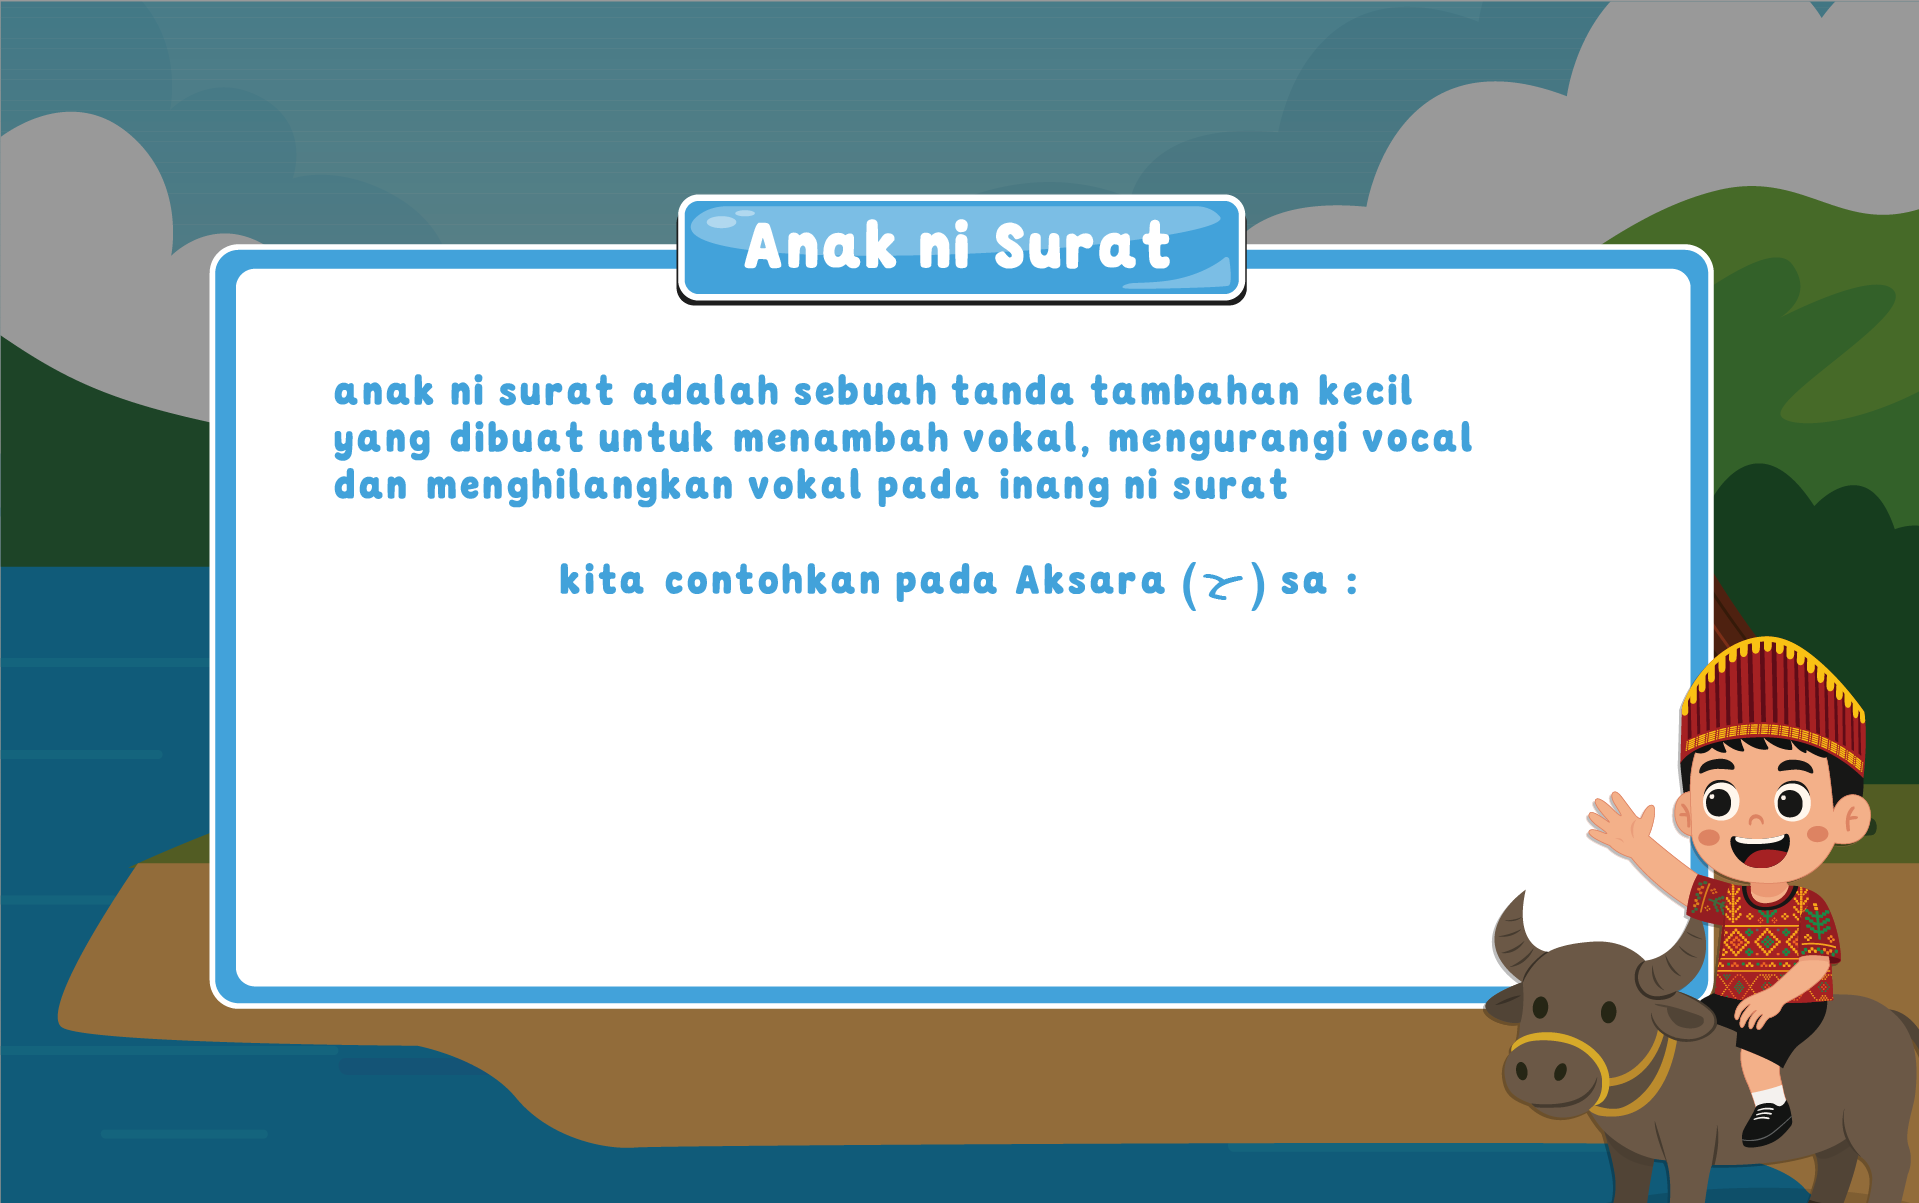 Anak ni Surat
anak ni surat adalah sebuah tanda tambahan kecil
yang dibuat untuk menambah vokal, mengurangi vocal
dan menghilangkan vokal pada inang ni surat
kita contohkan pada Aksara (ᯘ) sa :